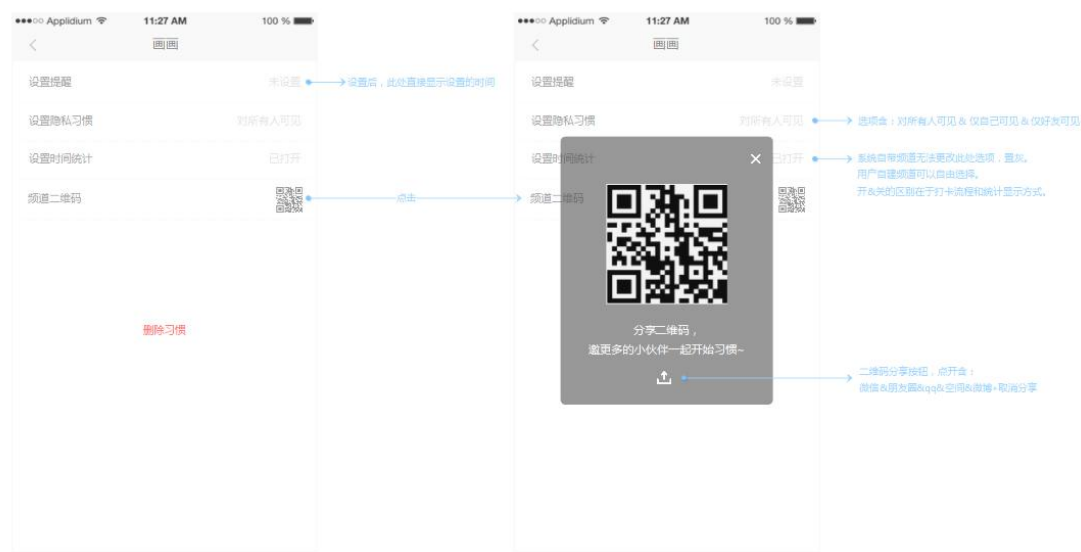 ●●●○○ Applidium 11:27 AM 100 %
画画
设置提醒 未设置
设置后，此处直接显示设置的时间
设置隐私习惯 对所有人可见
设置时间统计 已打开
频道二维码
点击
删除习惯
●●●○○ Applidium 11:27 AM 100 %
画画
设置提醒 未设置
设置隐私习惯 对所有人可见
选项含：对所有人可见 & 仅自己可见 & 仅好友可见
设置时间统计 已打开
系统自带频道无法更改此处选项，置灰。
用户自建频道可以自由选择。
开&关的区别在于打卡流程和统计显示方式。
频道二维码
分享二维码，
邀更多的小伙伴一起开始习惯~
二维码分享按钮，点开含：
微信&朋友圈&qq&空间&微博+取消分享